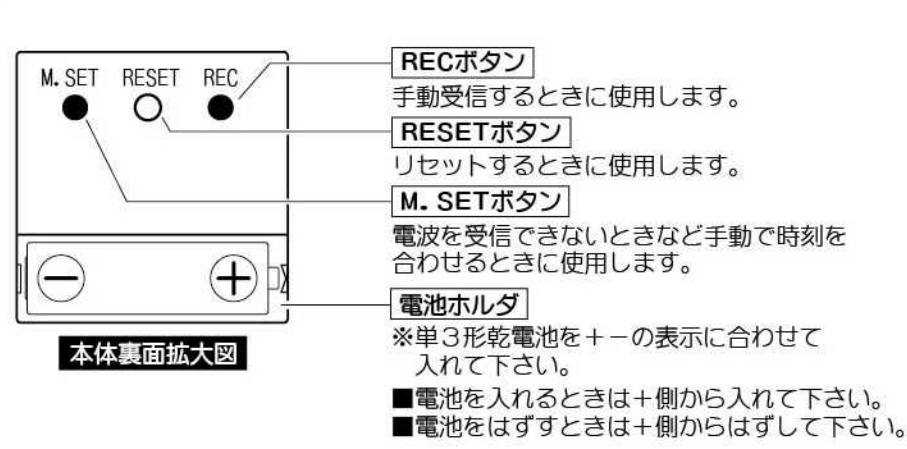 M. SET RESET REC
RECボタン
手動受信するときに使用します。
RESETボタン
リセットするときに使用します。
M. SETボタン
電波を受信できないときなど手動で時刻を
合わせるときに使用します。
電池ホルダ
※単３形乾電池を＋－の表示に合わせて
入れて下さい。
■電池を入れるときは＋側から入れて下さい。
■電池をはずすときは＋側からはずして下さい。
－ ＋
本体裏面拡大図